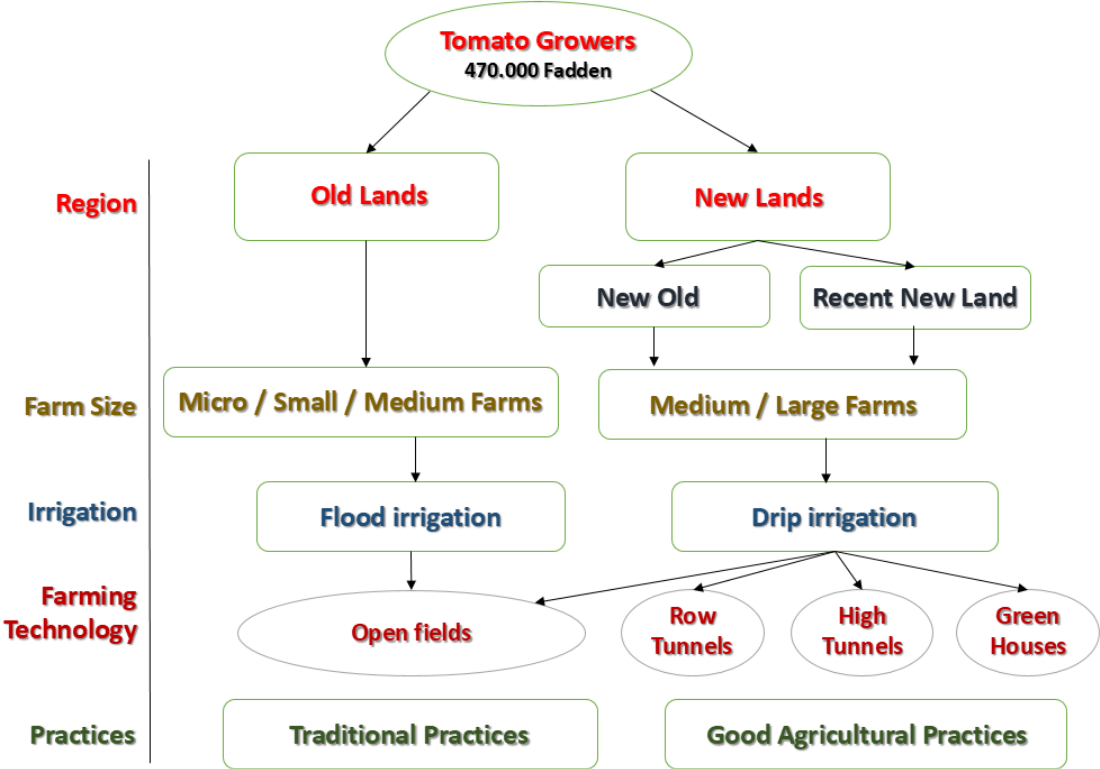 Tomato Growers
470.000 Fadden
Region
Old Lands
New Lands
New Old
Recent New Land
Farm Size
Micro / Small / Medium Farms
Medium / Large Farms
Irrigation
Flood irrigation
Drip irrigation
Farming
Technology
Open fields
Row
Tunnels
High
Tunnels
Green
Houses
Practices
Traditional Practices
Good Agricultural Practices